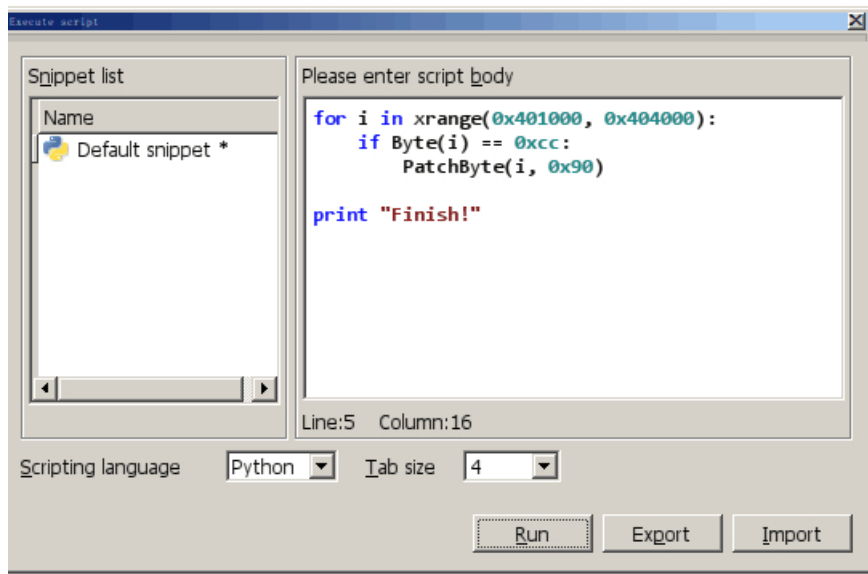 Execute script
Snippet list
Name
Default snippet *
Please enter script body
for i in xrange(0x401000, 0x404000):
    if Byte(i) == 0xcc:
        PatchByte(i, 0x90)
print "Finish!"
Line:5 Column:16
Scripting language Python Tab size 4
Run Export Import